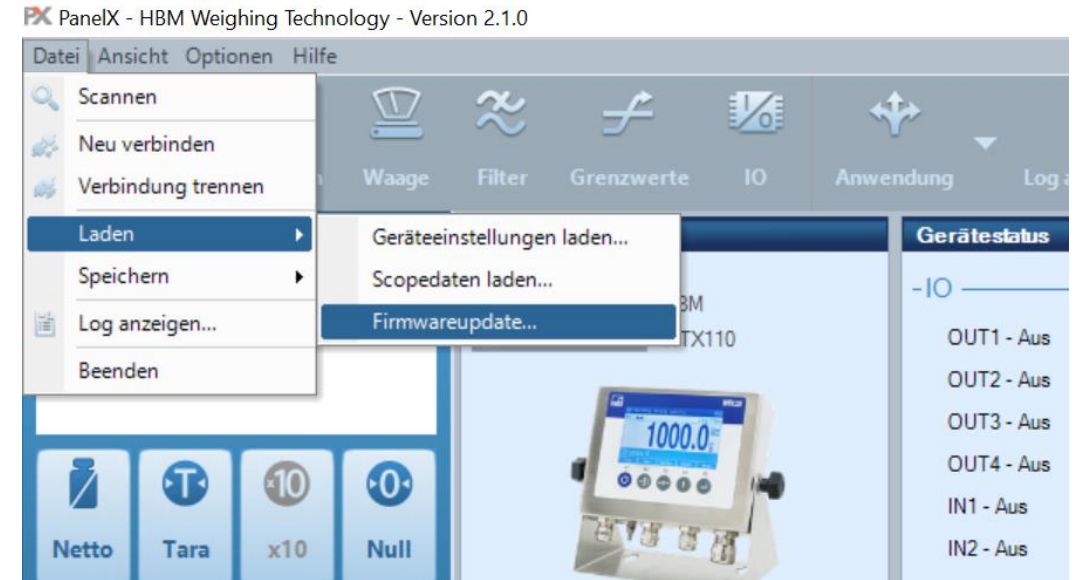 PX PanelX - HBM Weighing Technology - Version 2.1.0
Datei Ansicht Optionen Hilfe
Scannen
Neu verbinden
Verbindung trennen
Laden
Speichern
Log anzeigen...
Beenden
Geräteeinstellungen laden...
Scopedaten laden...
Firmwareupdate...
Waage
Filter
Grenzwerte
IO
Anwendung
Log
TX110
1000.0
Netto
Tara
x10
Null
Gerätestatus
IO
OUT1 - Aus
OUT2 - Aus
OUT3 - Aus
OUT4 - Aus
IN1 - Aus
IN2 - Aus